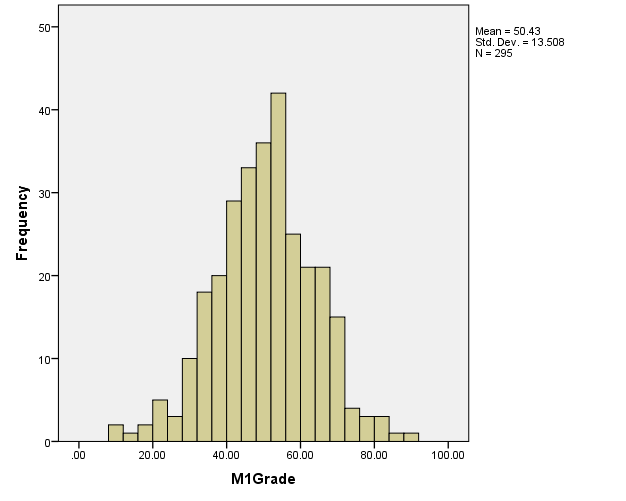 Mean = 50.43
Std. Dev. = 13.508
N = 295
50
40
30
20
10
0
Frequency
.00 20.00 40.00 60.00 80.00 100.00
M1Grade